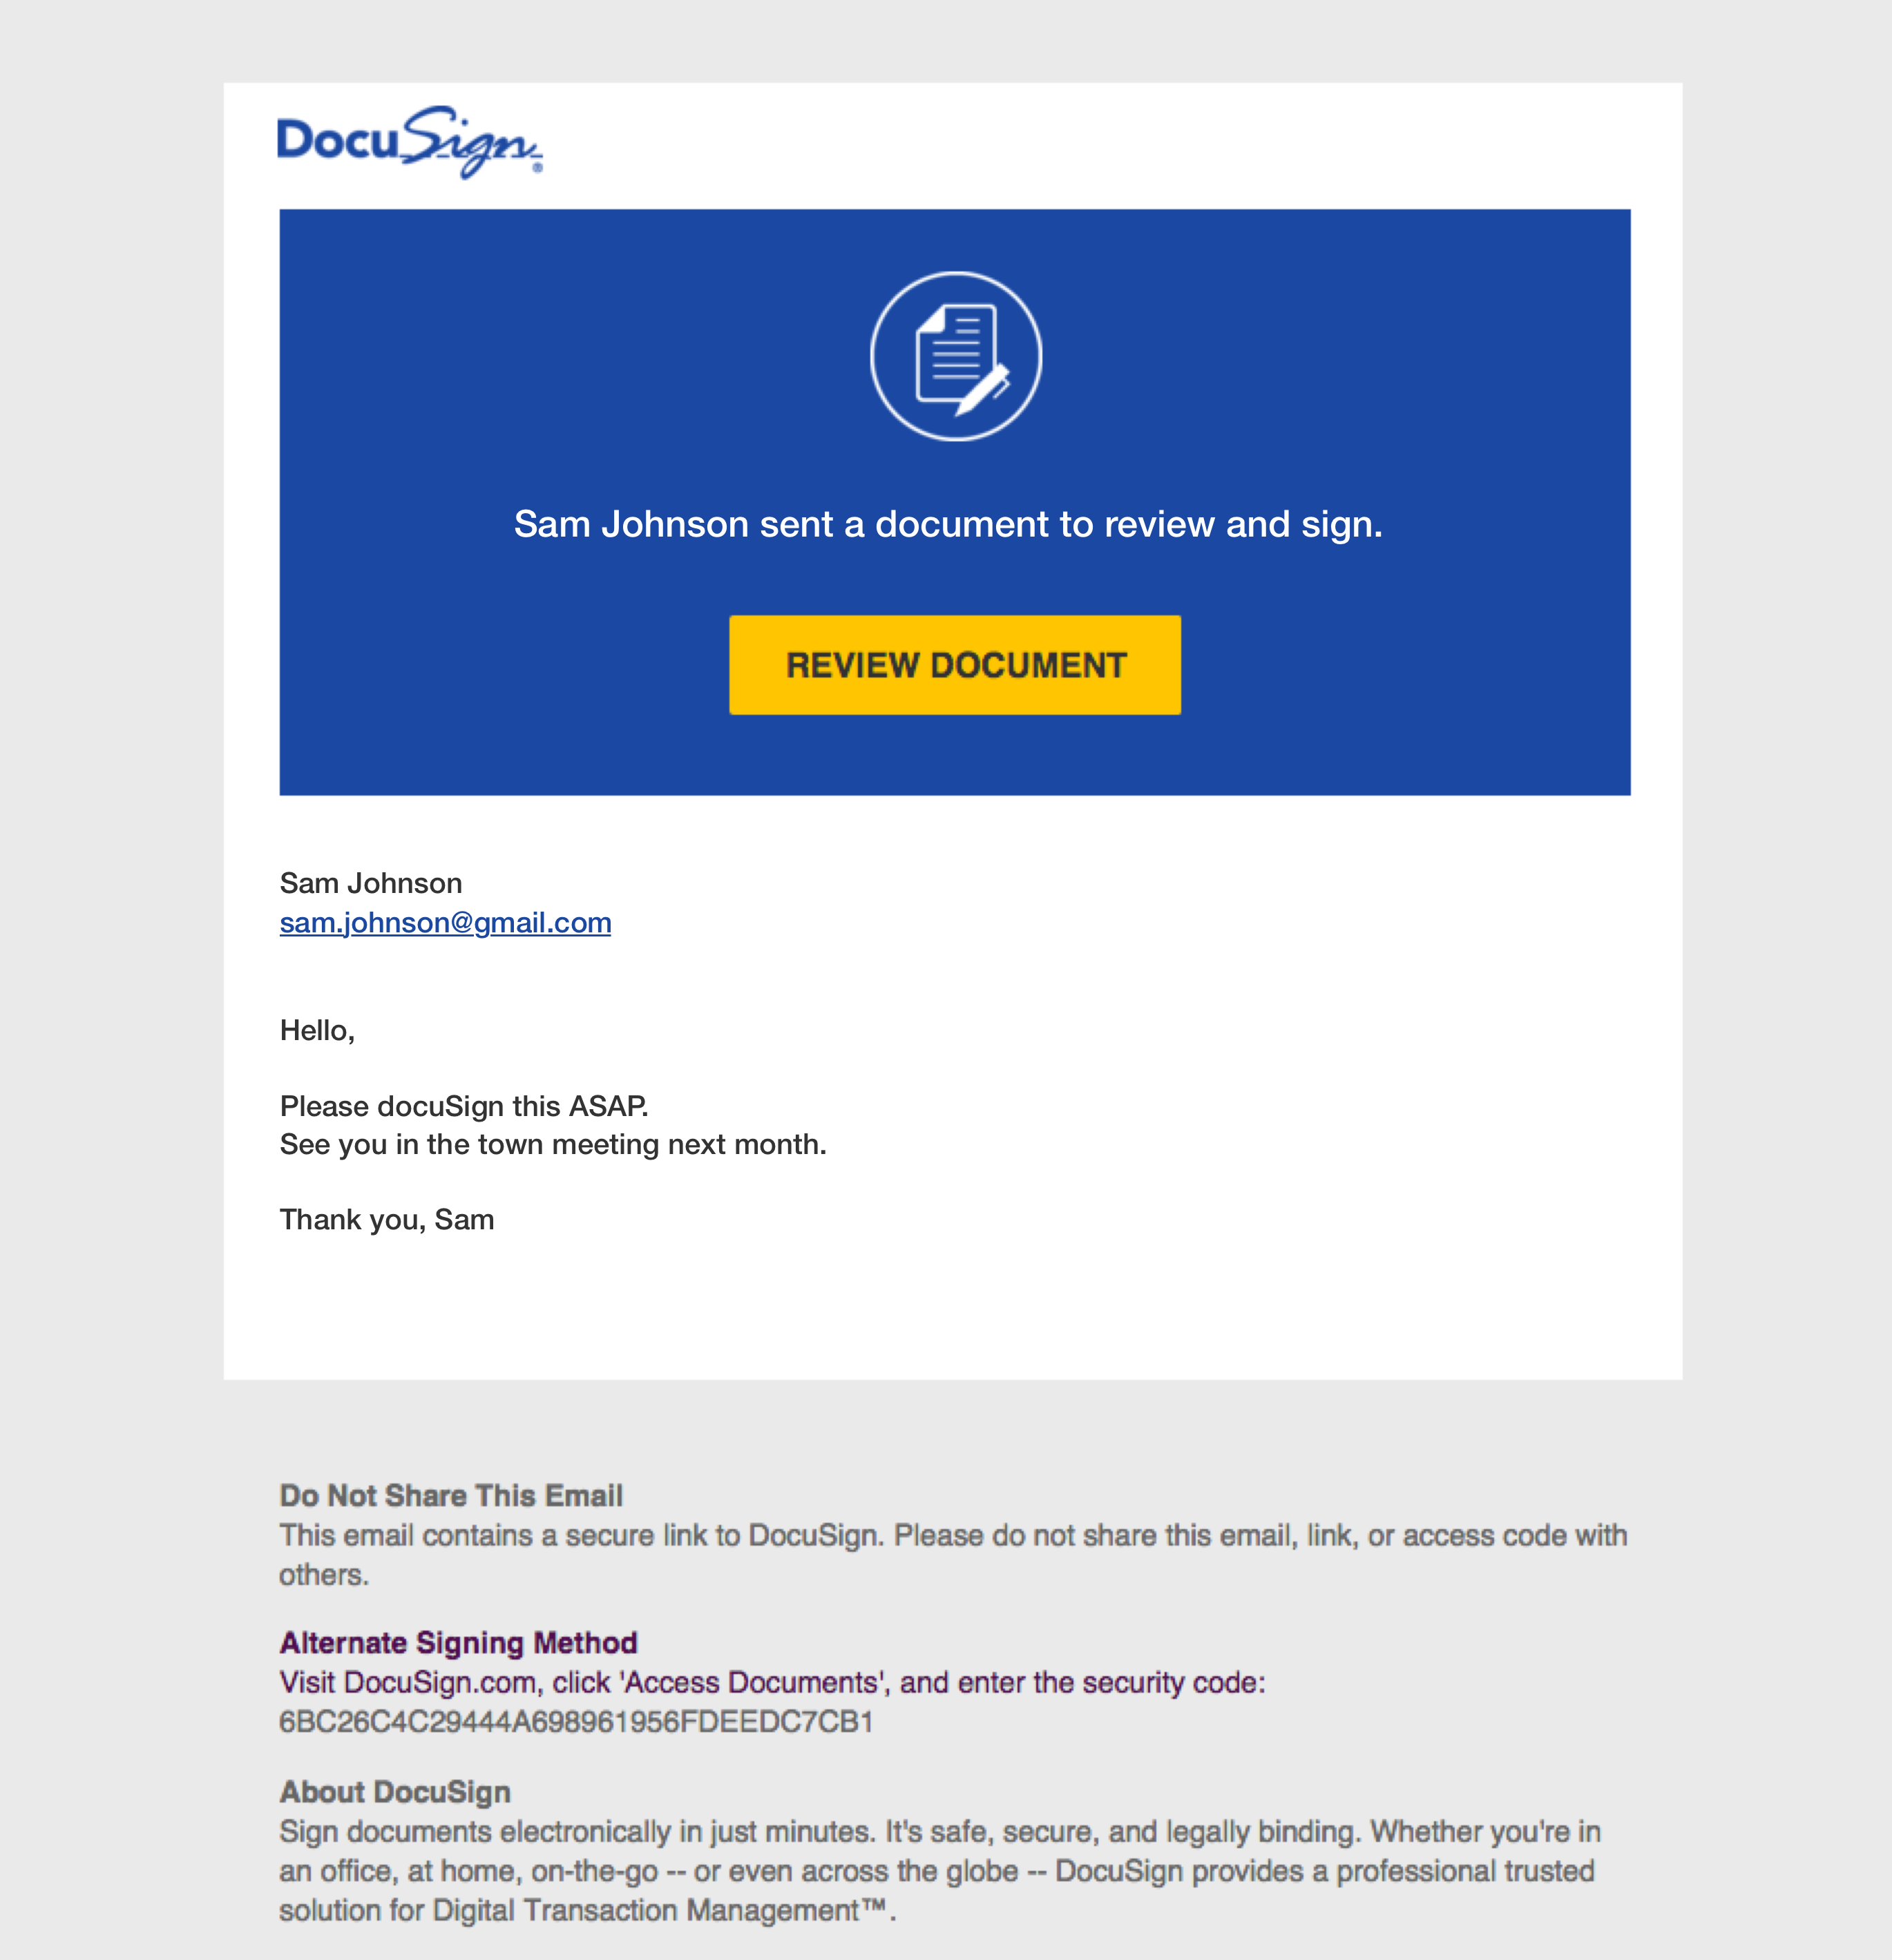 DocuSign®
Sam Johnson sent a document to review and sign.
REVIEW DOCUMENT
Sam Johnson
sam.johnson@gmail.com
Hello,
Please docuSign this ASAP.
See you in the town meeting next month.
Thank you, Sam
Do Not Share This Email
This email contains a secure link to DocuSign. Please do not share this email, link, or access code with
others.
Alternate Signing Method
Visit DocuSign.com, click 'Access Documents', and enter the security code:
6BC26C4C29444A698961956FDEEDC7CB1
About DocuSign
Sign documents electronically in just minutes. It's safe, secure, and legally binding. Whether you're in
an office, at home, on-the-go -- or even across the globe -- DocuSign provides a professional trusted
solution for Digital Transaction Management™.